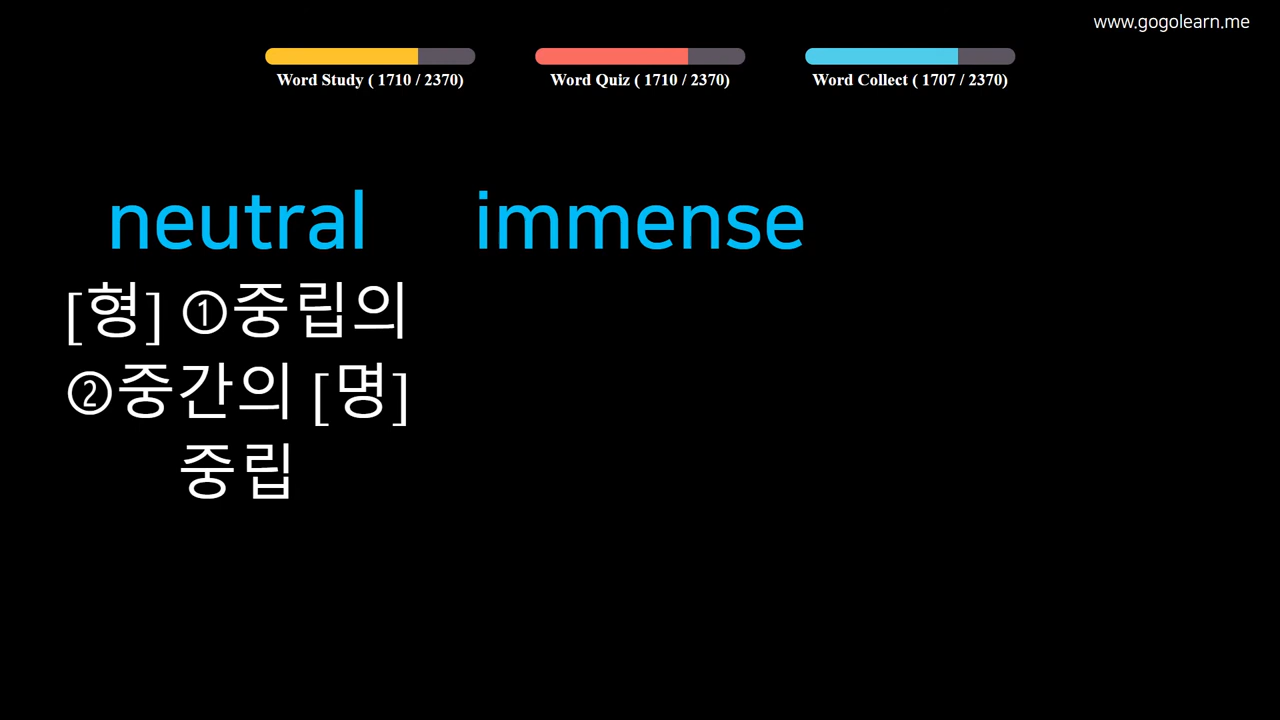 www.gogolearn.me
Word Study ( 1710 / 2370) Word Quiz ( 1710 / 2370) Word Collect ( 1707 / 2370)
neutral immense
[형] ①중립의
②중간의 [명]
중립